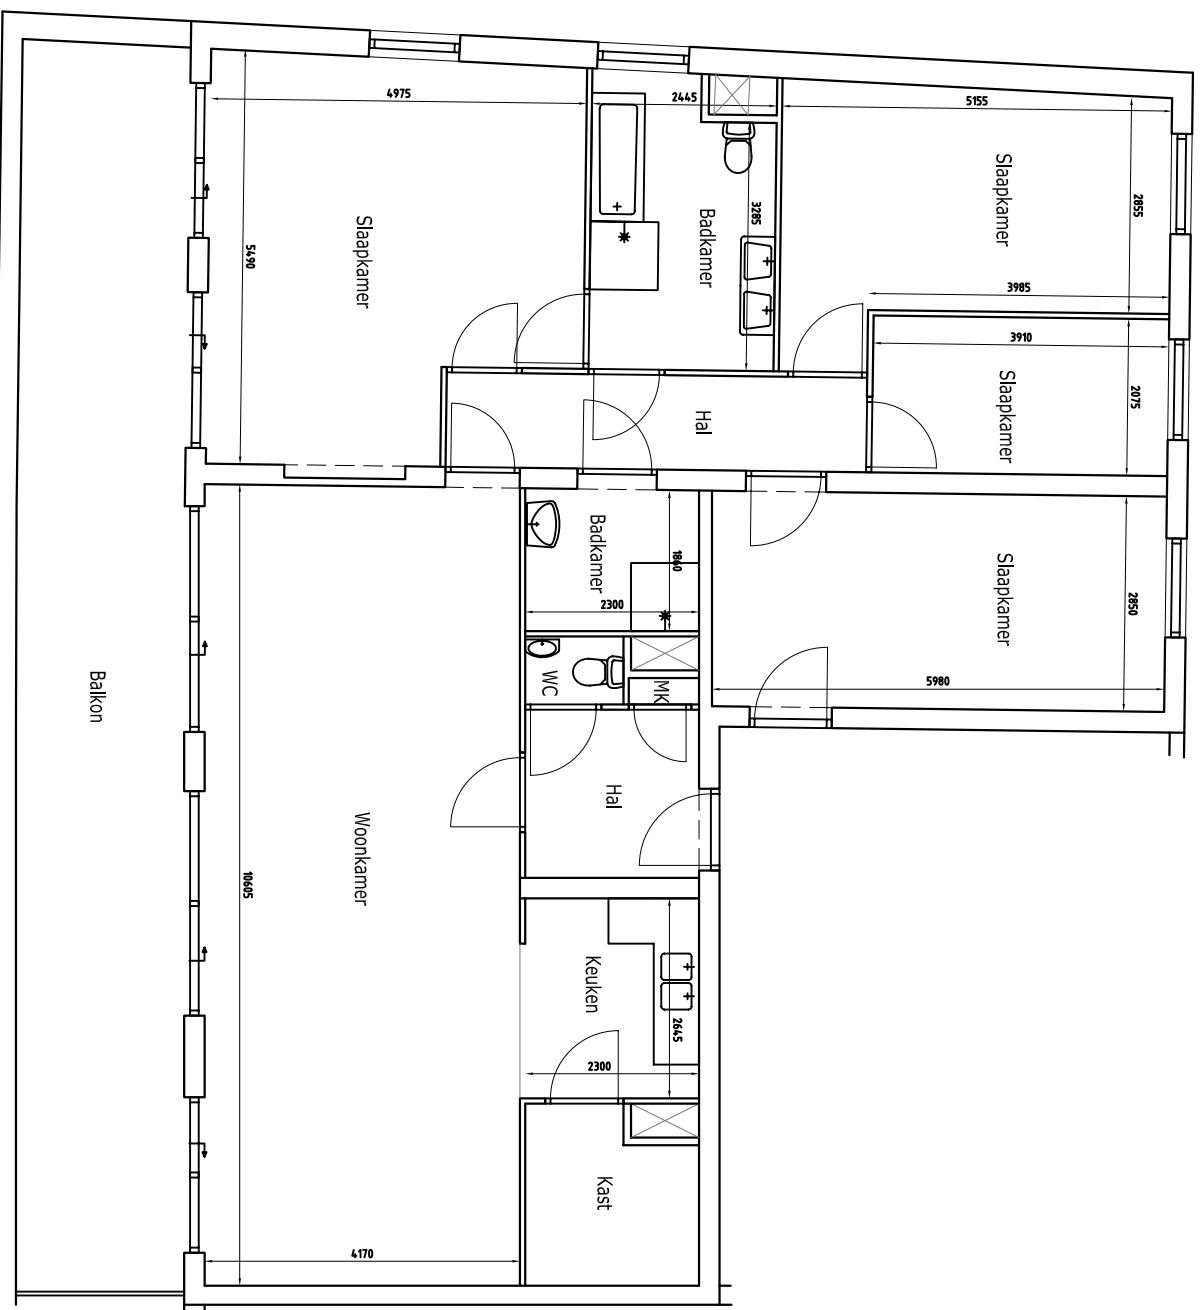 4975
2445
5155
Slaapkamer
2855
3285
Badkamer
Slaapkamer
5490
3985
3910
Slaapkamer
2075
Hal
Badkamer
1860
2300
Slaapkamer
2850
5980
WC
MK
Balkon
Hal
Woonkamer
10605
Keuken
2645
2300
Kast
4170